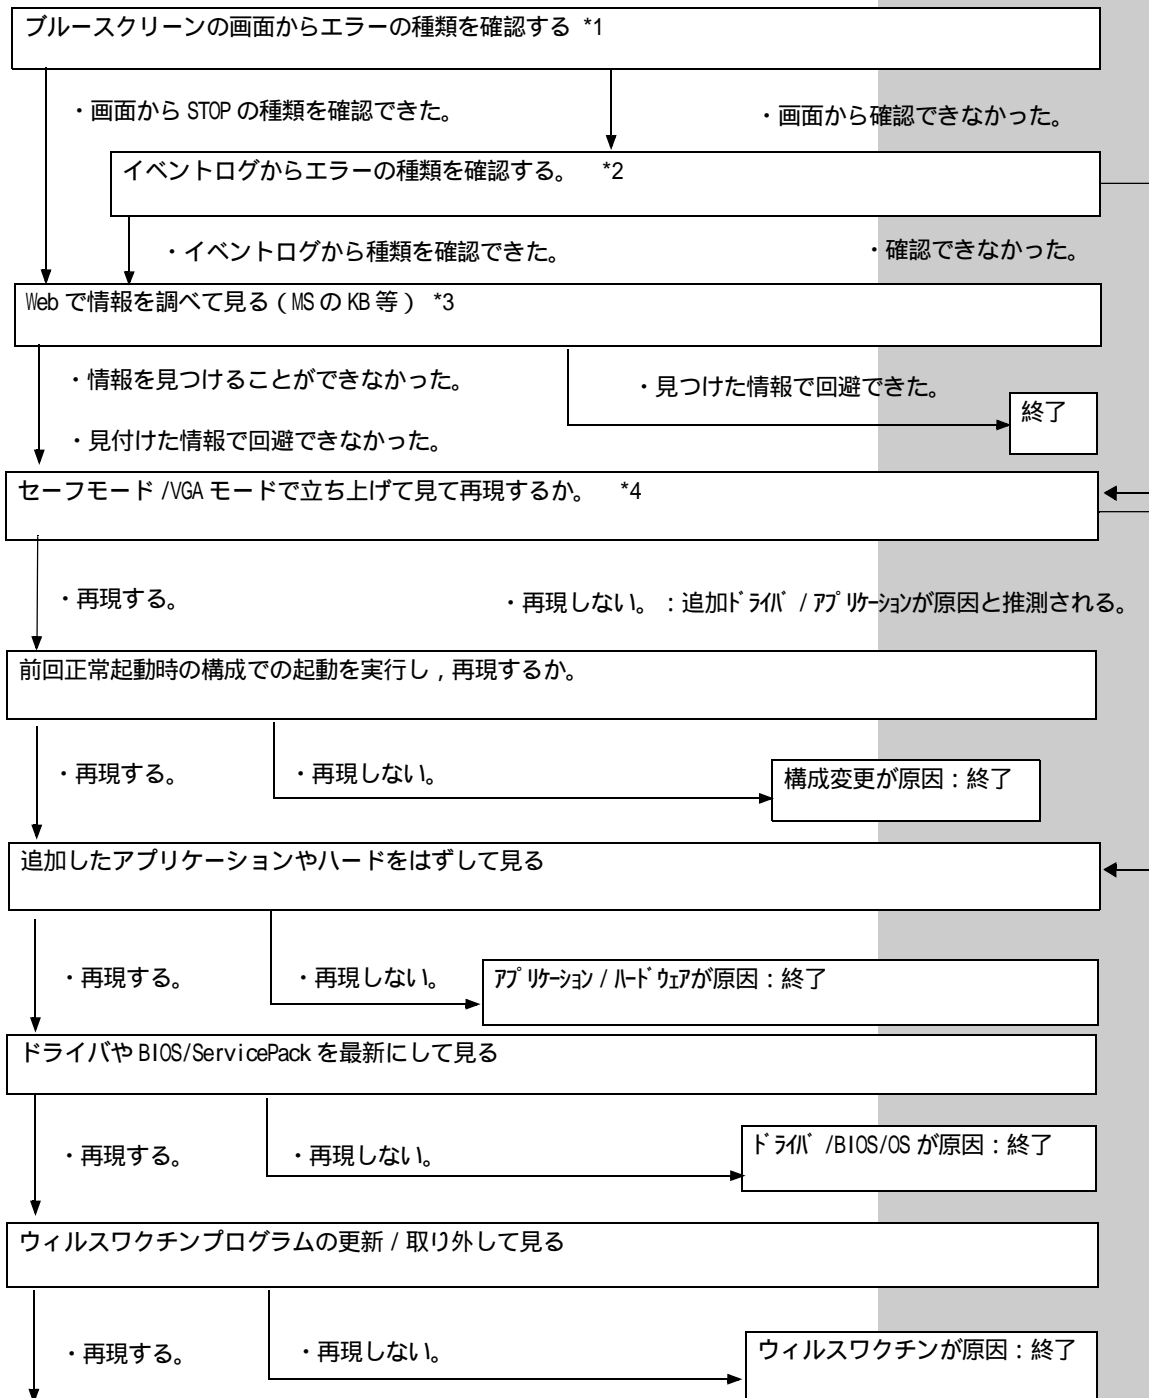 ブルースクリーンの画面からエラーの種類を確認する *1
・画面から STOP の種類を確認できた。
・画面から確認できなかった。
イベントログからエラーの種類を確認する。 *2
・イベントログから種類を確認できた。
・確認できなかった。
Web で情報を調べて見る（MS の KB 等） *3
・情報を見つけることができなかった。
・見つけた情報で回避できた。
終了
・見付けた情報で回避できなかった。
セーフモード /VGA モードで立ち上げて見て再現するか。 *4
・再現する。
・再現しない。：追加ﾄﾞﾗｲﾊﾞ / ｱﾌﾟﾘｹｰｼｮﾝが原因と推測される。
前回正常起動時の構成での起動を実行し，再現するか。
・再現する。
・再現しない。
構成変更が原因：終了
追加したアプリケーションやハードをはずして見る
・再現する。
・再現しない。
ｱﾌﾟﾘｹｰｼｮﾝ / ﾊｰﾄﾞｳｪｱが原因：終了
ドライバや BIOS/ServicePack を最新にして見る
・再現する。
・再現しない。
ﾄﾞﾗｲﾊﾞ /BIOS/OS が原因：終了
ウィルスワクチンプログラムの更新 / 取り外して見る
・再現する。
・再現しない。
ウィルスワクチンが原因：終了